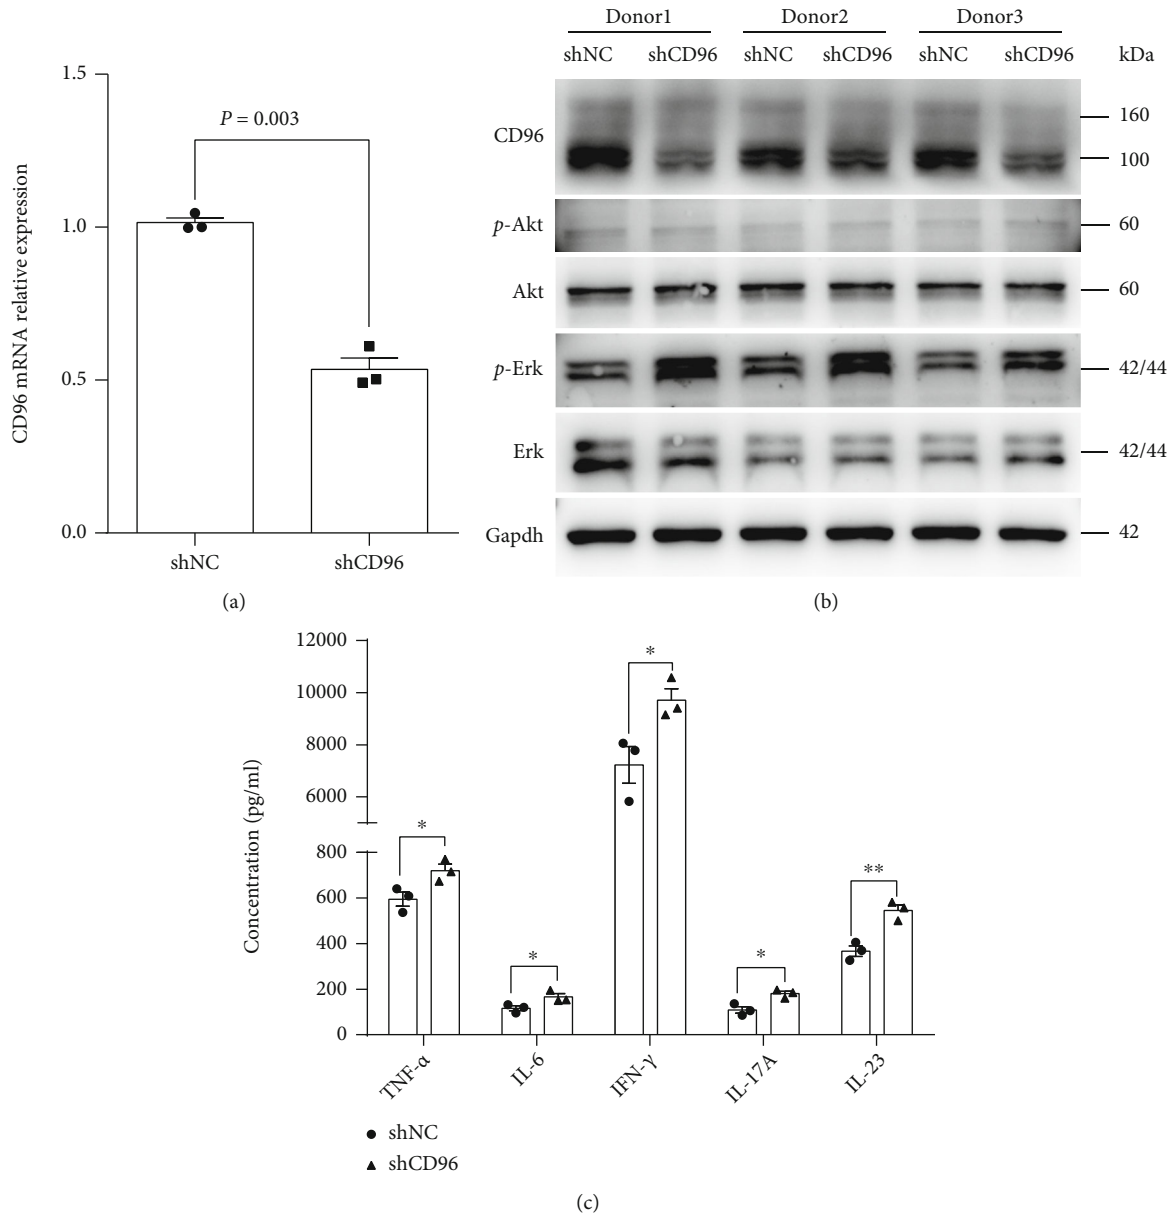 1.5
1.0
0.5
0.0
CD96 mRNA relative expression
P = 0.003
shNC
shCD96
(a)
Donor1 Donor2 Donor3
shNC shCD96 shNC shCD96 shNC shCD96 kDa
CD96
160
100
p-Akt 60
Akt 60
p-Erk 42/44
Erk 42/44
Gapdh 42
(b)
12000
10000
8000
6000
800
600
400
200
0
Concentration (pg/ml)
*
*
*
*
**
TNF-α
IL-6
IFN-γ
IL-17A
IL-23
shNC
shCD96
(c)